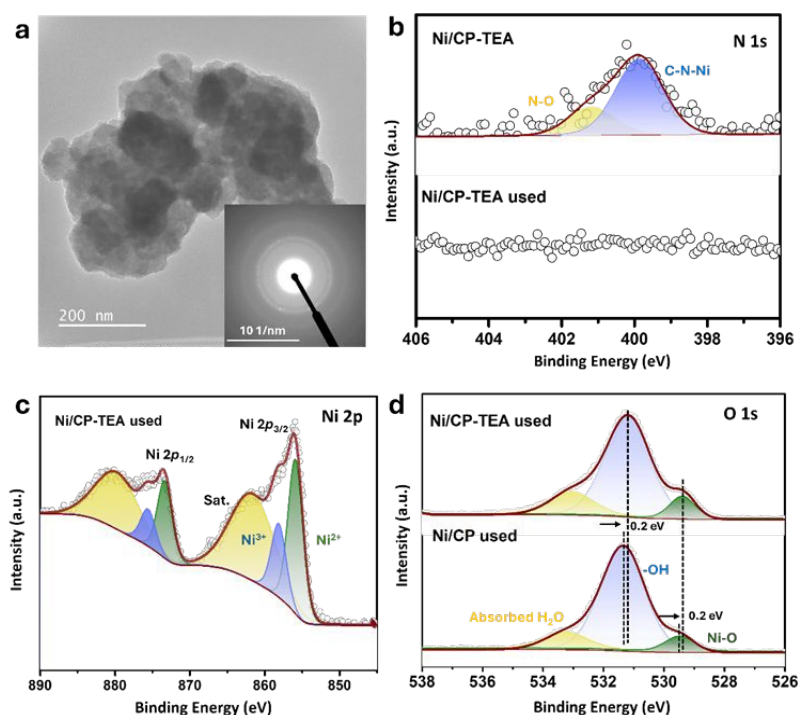 a
200 nm
10 1/nm
b
Ni/CP-TEA
N 1s
C-N-Ni
N-O
Ni/CP-TEA used
Intensity (a.u.)
406 404 402 400 398 396
Binding Energy (eV)
c
Ni/CP-TEA used
Ni 2p
Ni 2p3/2
Ni 2p1/2
Sat.
Ni3+
Ni2+
Intensity (a.u.)
890 880 870 860 850
Binding Energy (eV)
d
Ni/CP-TEA used
O 1s
0.2 eV
Ni/CP used
-OH
Absorbed H2O
0.2 eV
Ni-O
Intensity (a.u.)
538 536 534 532 530 528 526
Binding Energy (eV)